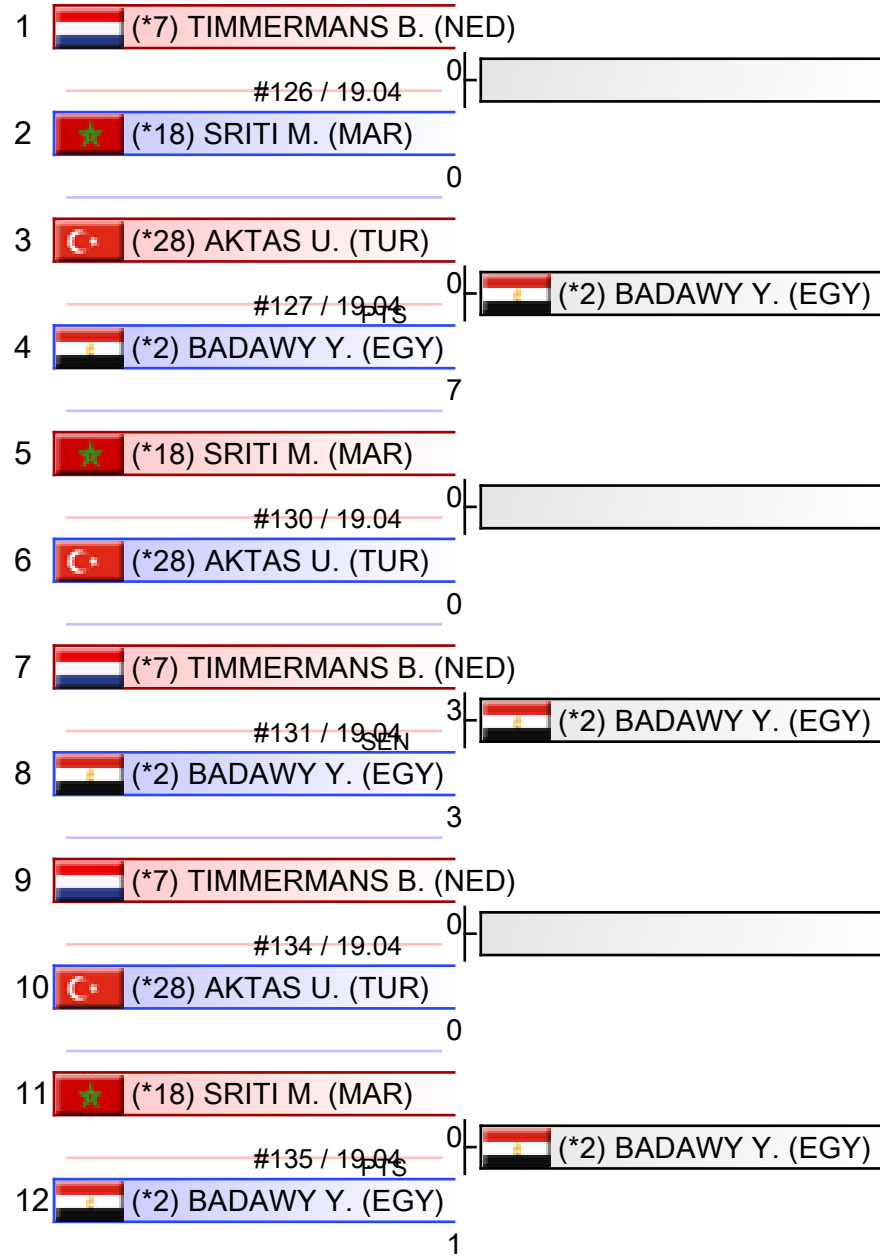 1 (*7) TIMMERMANS B. (NED)
0
#126 / 19.04
2 (*18) SRITI M. (MAR)
0
3 (*28) AKTAS U. (TUR)
0 (*2) BADAWY Y. (EGY)
#127 / 19.04
PTS
4 (*2) BADAWY Y. (EGY)
7
5 (*18) SRITI M. (MAR)
0
#130 / 19.04
6 (*28) AKTAS U. (TUR)
0
7 (*7) TIMMERMANS B. (NED)
3 (*2) BADAWY Y. (EGY)
#131 / 19.04
SEN
8 (*2) BADAWY Y. (EGY)
3
9 (*7) TIMMERMANS B. (NED)
0
#134 / 19.04
10 (*28) AKTAS U. (TUR)
0
11 (*18) SRITI M. (MAR)
0 (*2) BADAWY Y. (EGY)
#135 / 19.04
PTS
12 (*2) BADAWY Y. (EGY)
1